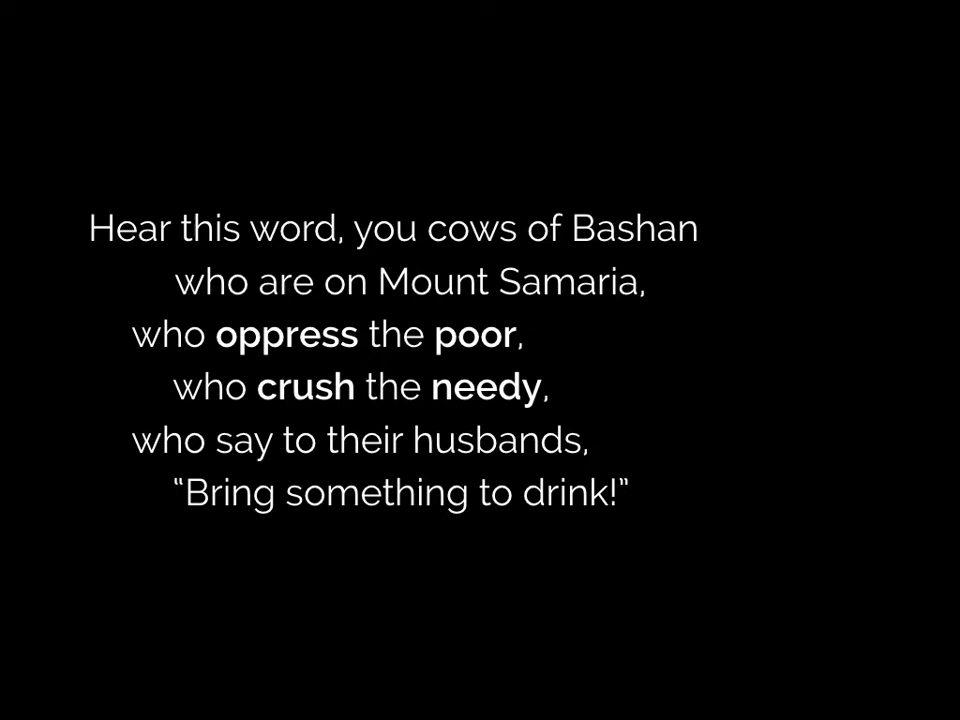 Hear this word, you cows of Bashan
who are on Mount Samaria,
who oppress the poor,
who crush the needy,
who say to their husbands,
“Bring something to drink!”